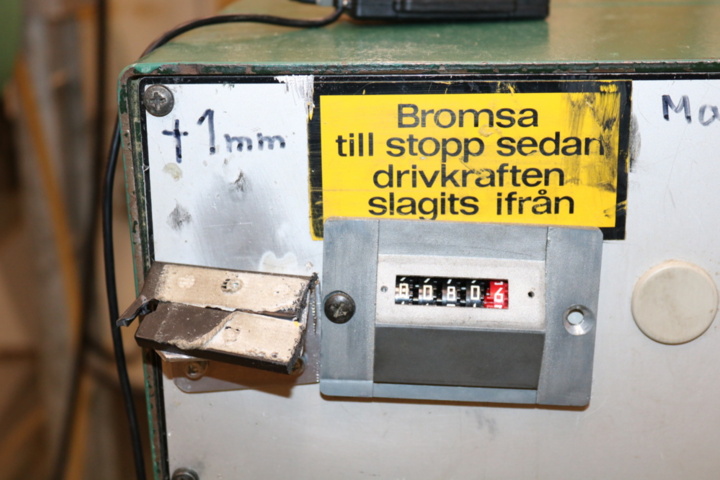 +1mm
Bromsa
till stopp sedan
drivkraften
slagits ifrån
Ma